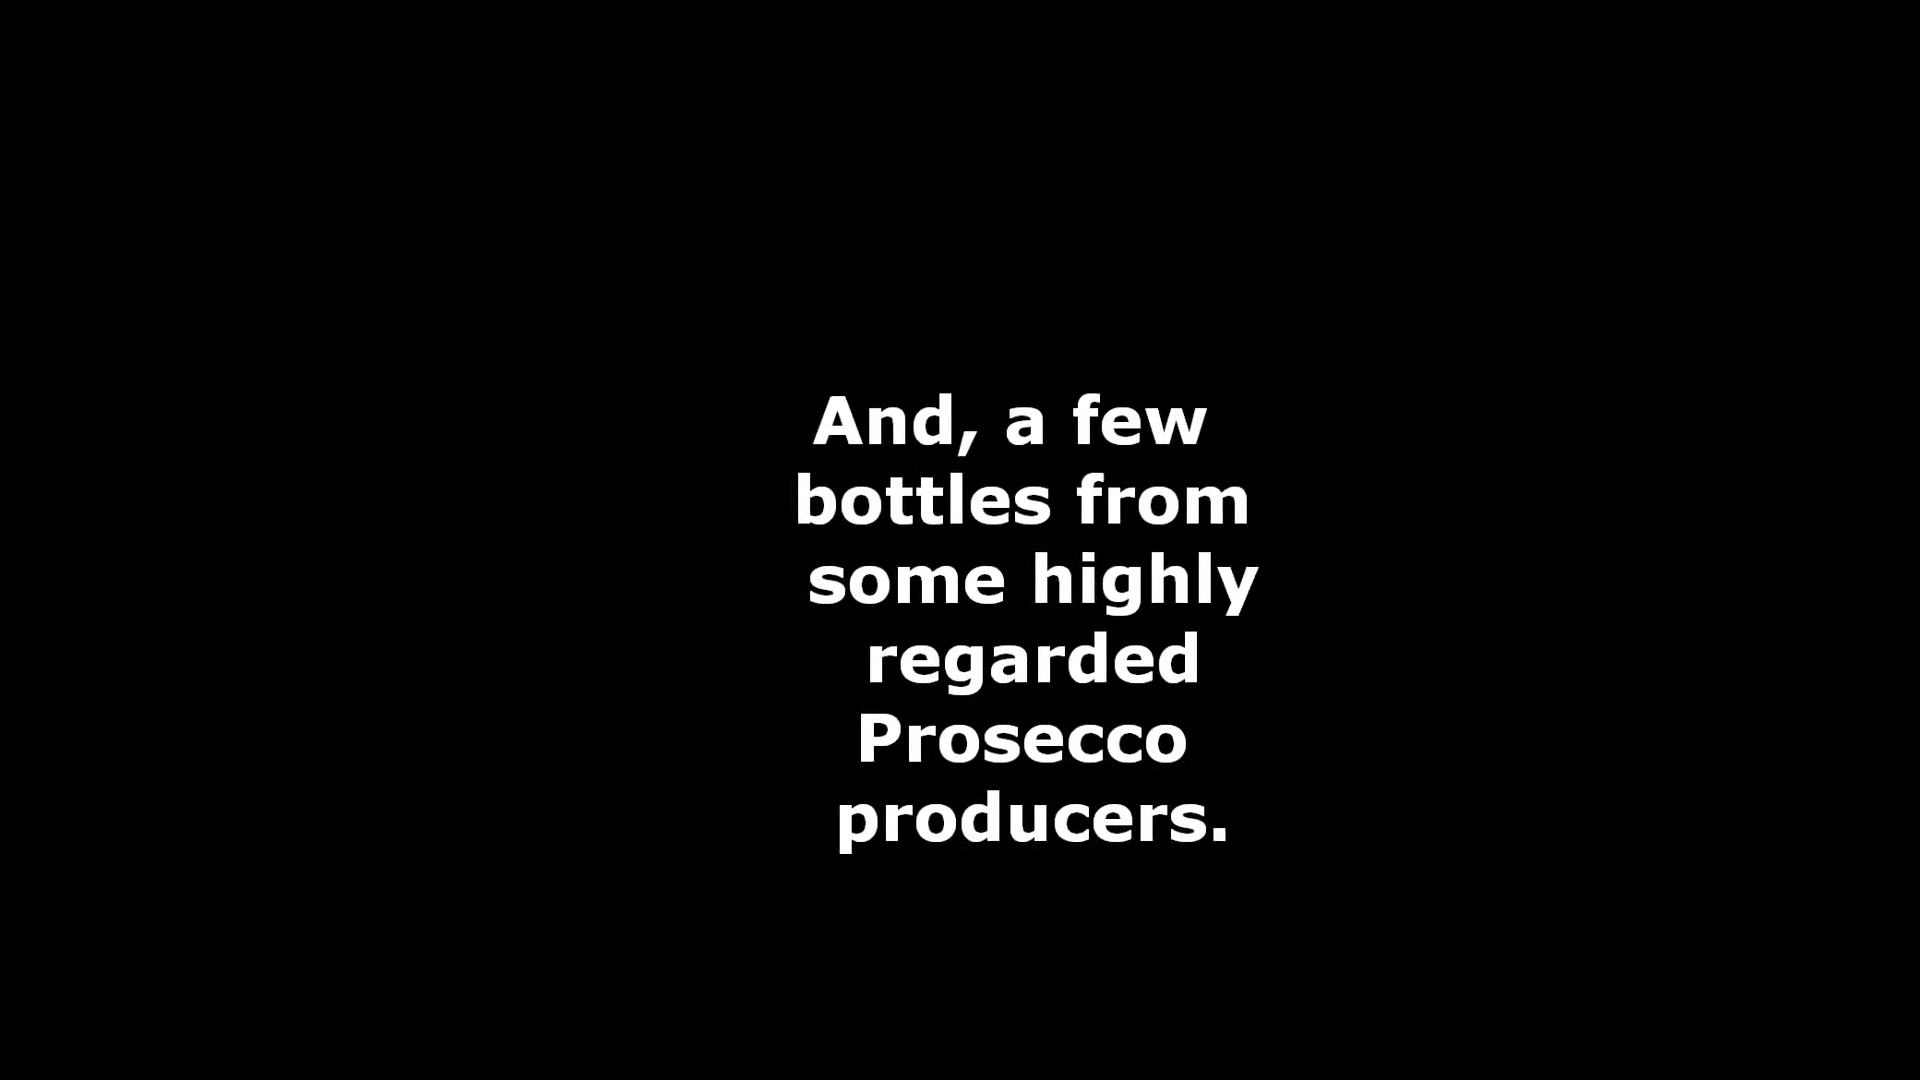 And, a few
bottles from
some highly
regarded
Prosecco
producers.